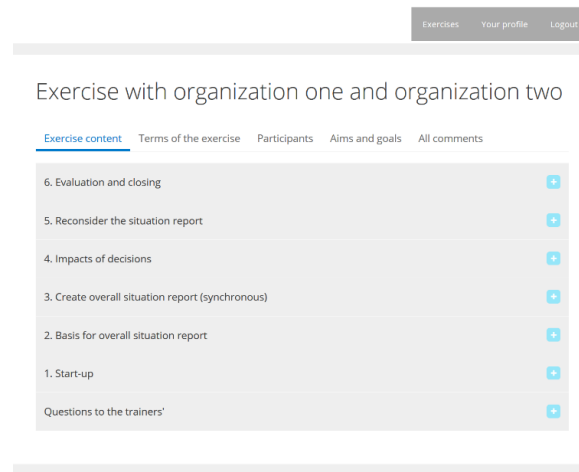 Exercises Your profile Logout
Exercise with organization one and organization two
Exercise content Terms of the exercise Participants Aims and goals All comments
6. Evaluation and closing
5. Reconsider the situation report
4. Impacts of decisions
3. Create overall situation report (synchronous)
2. Basis for overall situation report
1. Start-up
Questions to the trainers'